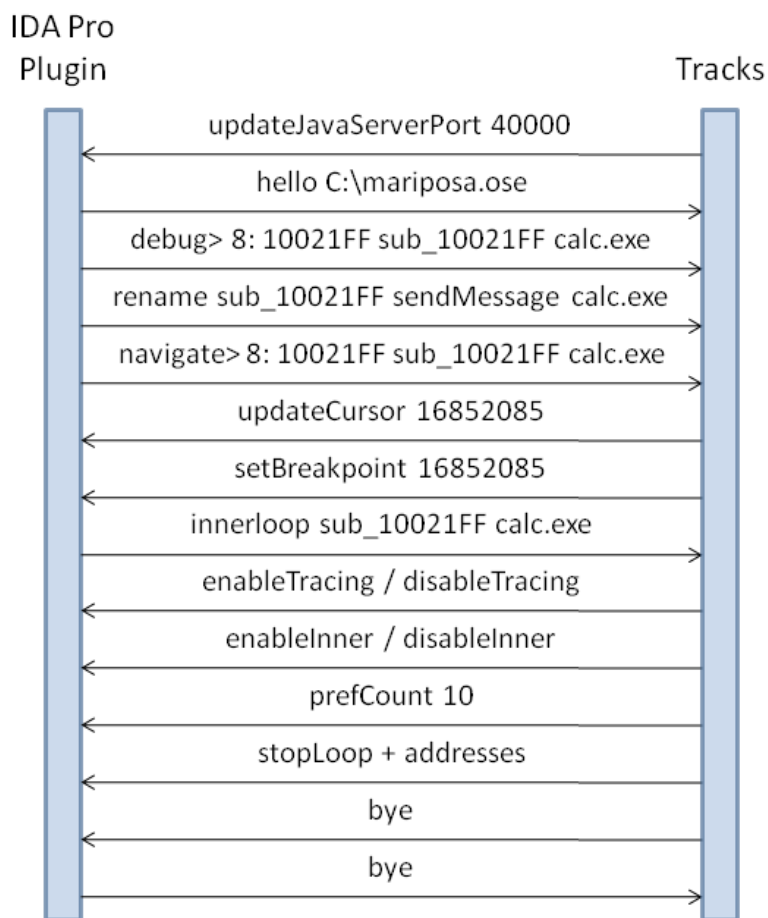 IDA Pro
Plugin
Tracks
updateJavaServerPort 40000
hello C:\mariposa.ose
debug> 8: 10021FF sub_10021FF calc.exe
rename sub_10021FF sendMessage calc.exe
navigate> 8: 10021FF sub_10021FF calc.exe
updateCursor 16852085
setBreakpoint 16852085
innerloop sub_10021FF calc.exe
enableTracing / disableTracing
enableInner / disableInner
prefCount 10
stopLoop + addresses
bye
bye